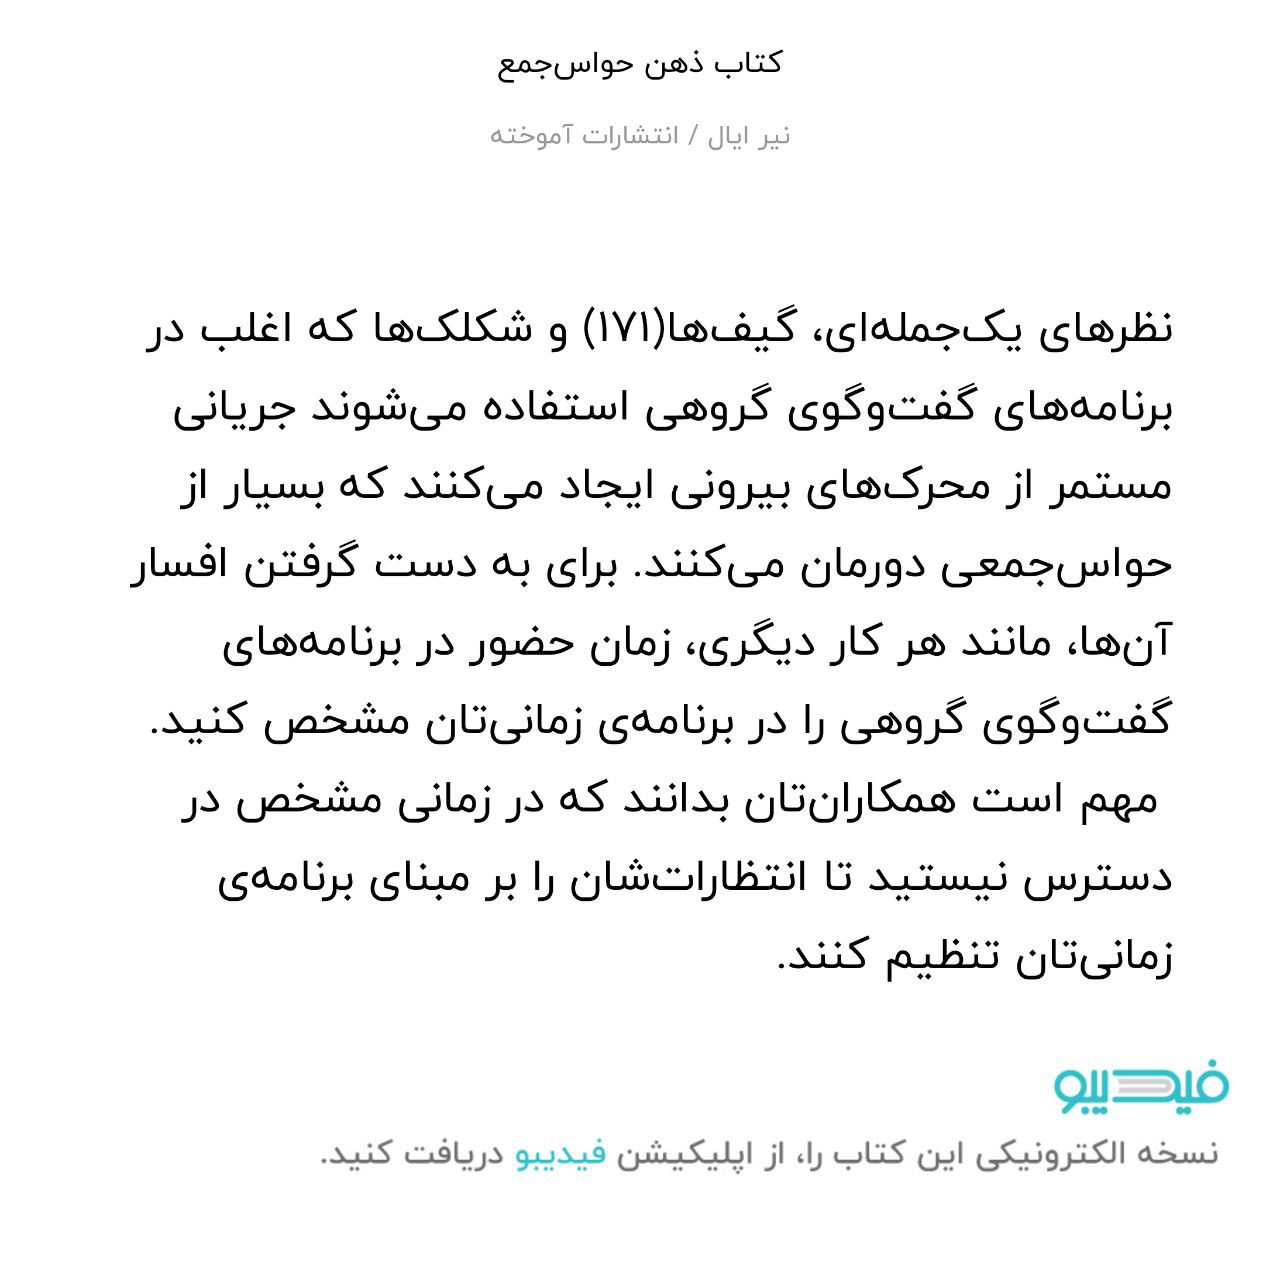 کتاب ذهن حواس‌جمع
نیر ایال / انتشارات آموخته
نظرهای یک‌جمله‌ای، گیف‌ها(۱۷۱) و شکلک‌ها که اغلب در
برنامه‌های گفت‌وگوی گروهی استفاده می‌شوند جریانی
مستمر از محرک‌های بیرونی ایجاد می‌کنند که بسیار از
حواس‌جمعی دورمان می‌کنند. برای به دست گرفتن افسار
آن‌ها، مانند هر کار دیگری، زمان حضور در برنامه‌های
گفت‌وگوی گروهی را در برنامه‌ی زمانی‌تان مشخص کنید.
مهم است همکاران‌تان بدانند که در زمانی مشخص در
دسترس نیستید تا انتظارات‌شان را بر مبنای برنامه‌ی
زمانی‌تان تنظیم کنند.
فیدیبو
نسخه الکترونیکی این کتاب را، از اپلیکیشن فیدیبو دریافت کنید.